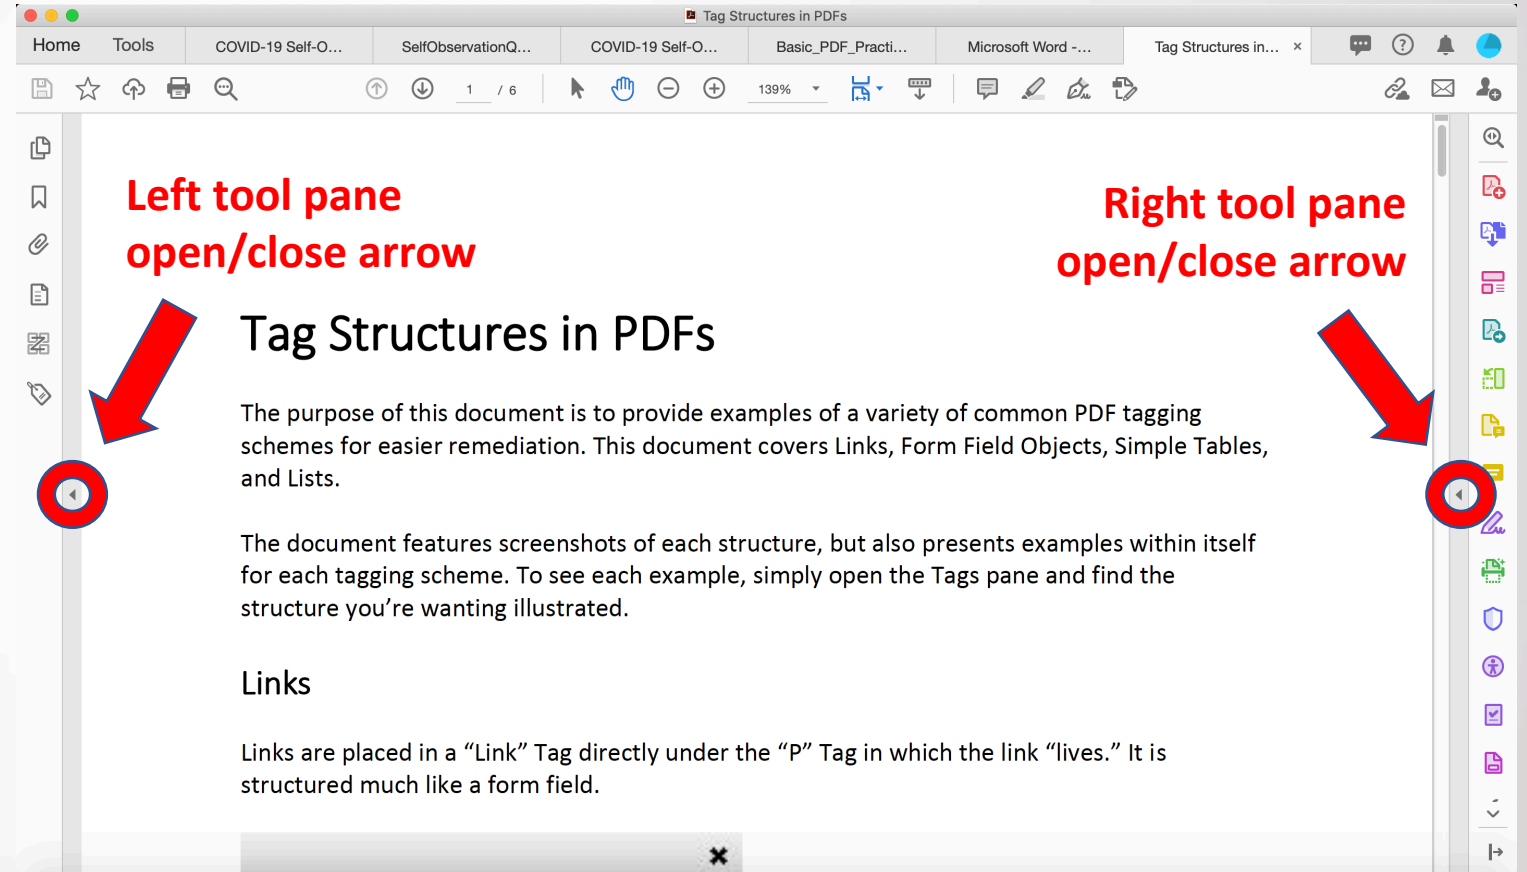 Tag Structures in PDFs
Home Tools COVID-19 Self-O... SelfObservationQ... COVID-19 Self-O... Basic_PDF_Practi... Microsoft Word -... Tag Structures in... ×
1 / 6 139%
Left tool pane
open/close arrow
Right tool pane
open/close arrow
Tag Structures in PDFs
The purpose of this document is to provide examples of a variety of common PDF tagging
schemes for easier remediation. This document covers Links, Form Field Objects, Simple Tables,
and Lists.
The document features screenshots of each structure, but also presents examples within itself
for each tagging scheme. To see each example, simply open the Tags pane and find the
structure you’re wanting illustrated.
Links
Links are placed in a “Link” Tag directly under the “P” Tag in which the link “lives.” It is
structured much like a form field.